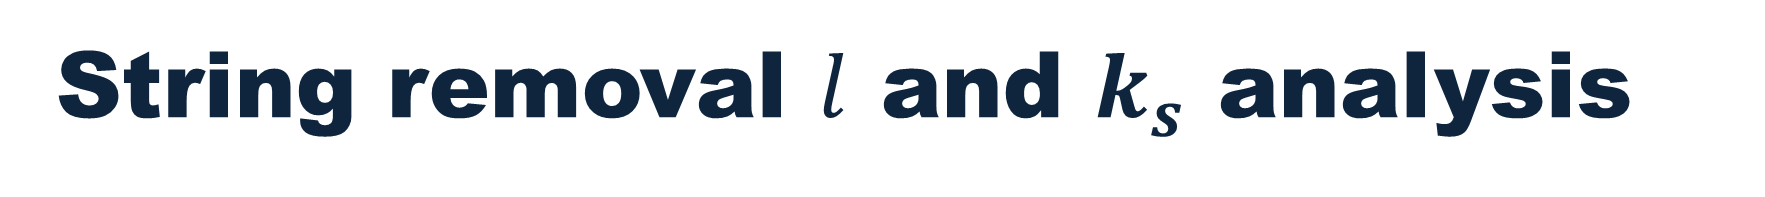 String removal l and kₛ analysis